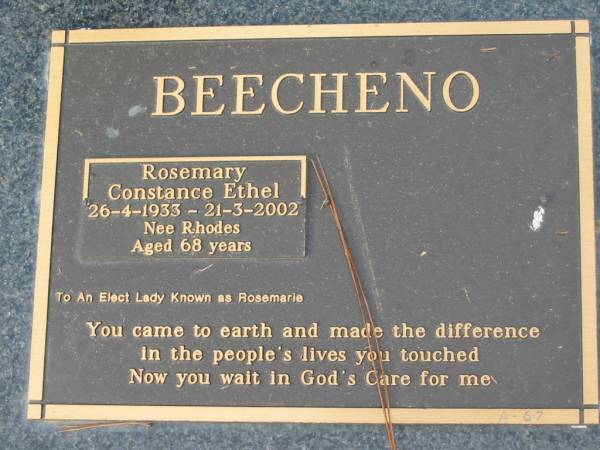 BEECHENO
Rosemary
Constance Ethel
26-4-1933 - 21-3-2002
Nee Rhodes
Aged 68 years
To An Elect Lady Known as Rosemarie
You came to earth and made the difference
in the people's lives you touched
Now you wait in God's Care for me
A-67